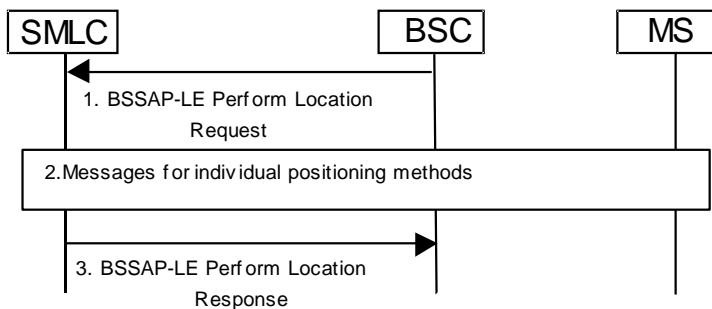 SMLC
BSC
MS
1. BSSAP-LE Perform Location
Request
2.Messages for individual positioning methods
3. BSSAP-LE Perform Location
Response